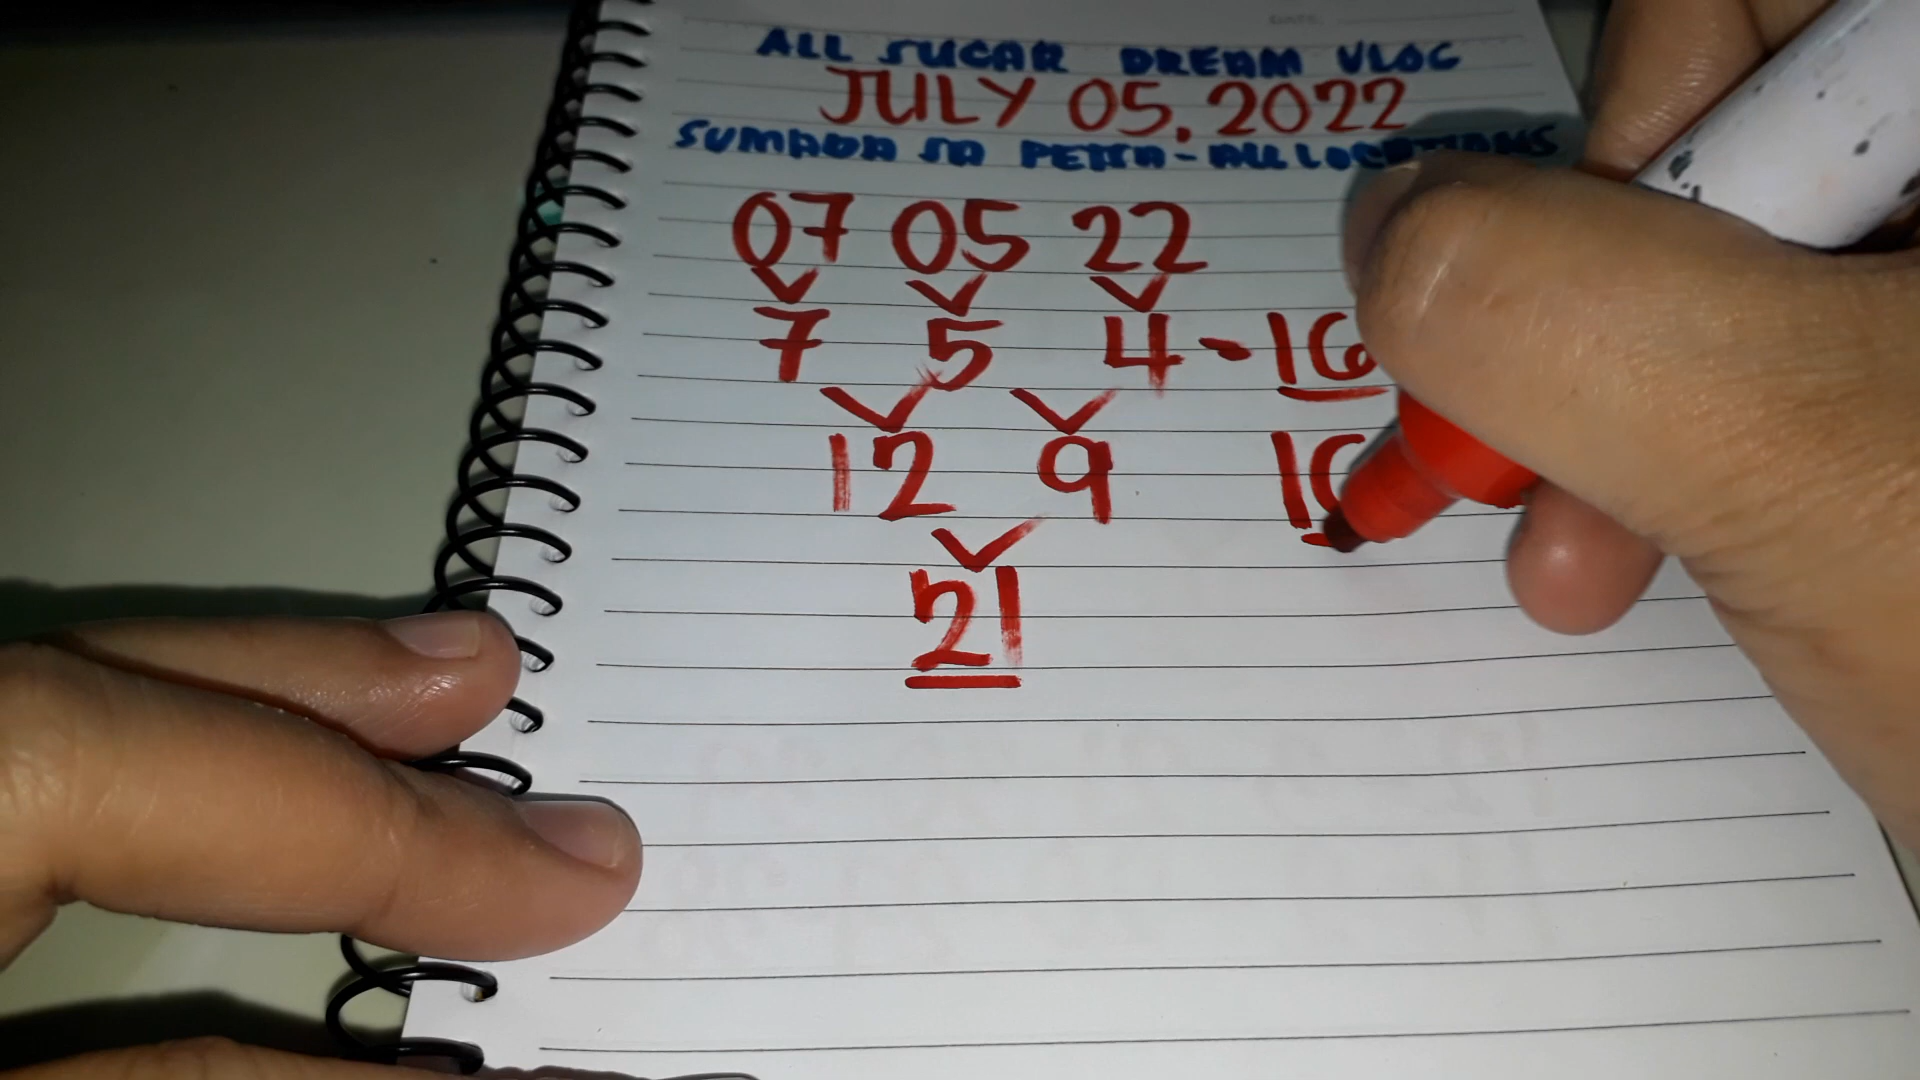 DATE:
ALL SUGAR DREAM VLOG
JULY 05.2022
SUMADA SA PETSA - ALL LOCATIONS
07 05 22
7 5 4 - 16
12 9
21